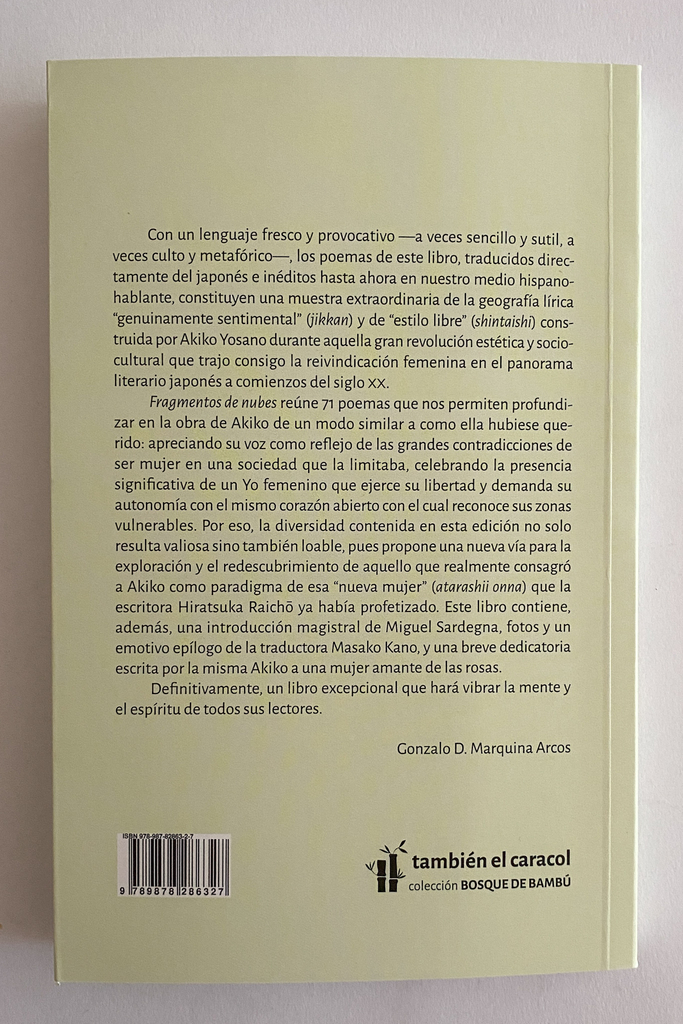 Con un lenguaje fresco y provocativo —a veces sencillo y sutil, a
veces culto y metafórico—, los poemas de este libro, traducidos direc-
tamente del japonés e inéditos hasta ahora en nuestro medio hispano-
hablante, constituyen una muestra extraordinaria de la geografía lírica
“genuinamente sentimental” (jikkan) y de “estilo libre” (shintaishi) cons-
truida por Akiko Yosano durante aquella gran revolución estética y socio-
cultural que trajo consigo la reivindicación femenina en el panorama
literario japonés a comienzos del siglo XX.
Fragmentos de nubes reúne 71 poemas que nos permiten profundi-
zar en la obra de Akiko de un modo similar a como ella hubiese que-
rido: apreciando su voz como reflejo de las grandes contradicciones de
ser mujer en una sociedad que la limitaba, celebrando la presencia
significativa de un Yo femenino que ejerce su libertad y demanda su
autonomía con el mismo corazón abierto con el cual reconoce sus zonas
vulnerables. Por eso, la diversidad contenida en esta edición no solo
resulta valiosa sino también loable, pues propone una nueva vía para la
exploración y el redescubrimiento de aquello que realmente consagró
a Akiko como paradigma de esa “nueva mujer” (atarashii onna) que la
escritora Hiratsuka Raichō ya había profetizado. Este libro contiene,
además, una introducción magistral de Miguel Sardegna, fotos y un
emotivo epílogo de la traductora Masako Kano, y una breve dedicatoria
escrita por la misma Akiko a una mujer amante de las rosas.
Definitivamente, un libro excepcional que hará vibrar la mente y
el espíritu de todos sus lectores.
Gonzalo D. Marquina Arcos
ISBN 978-987-82863-2-7
9 789878 286327
también el caracol
colección BOSQUE DE BAMBÚ